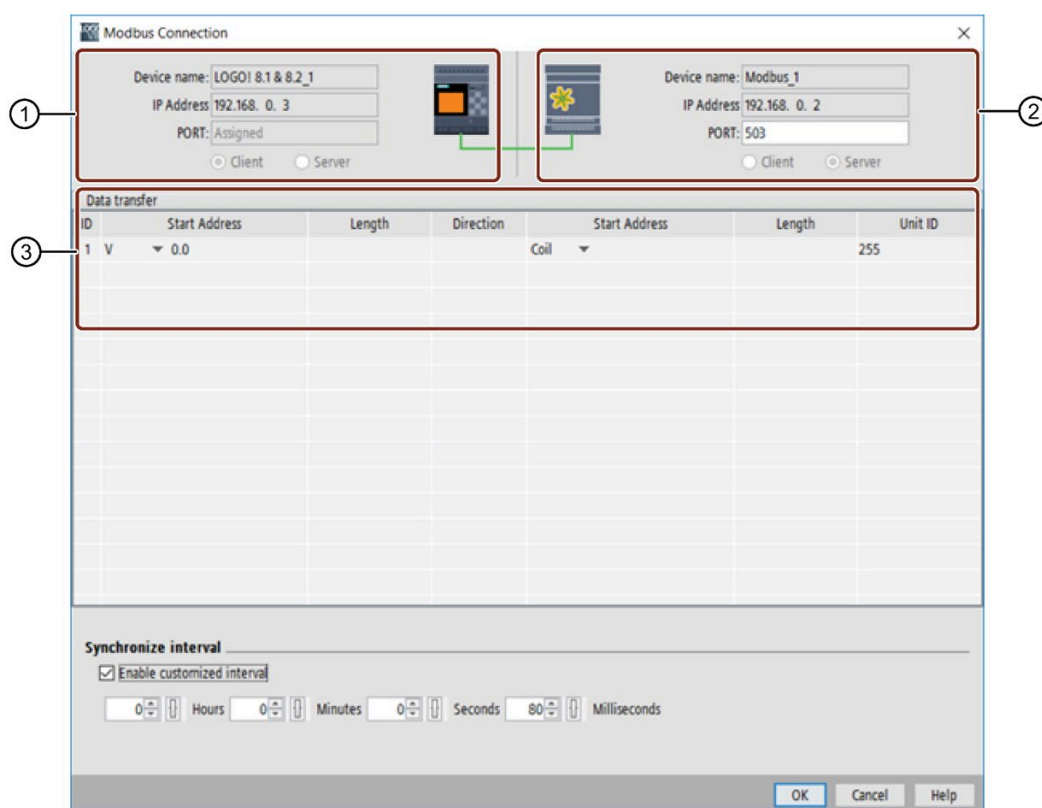 Modbus Connection
Device name: LOGO! 8.1 & 8.2_1
IP Address 192.168. 0. 3
PORT: Assigned
Client Server
Device name: Modbus_1
IP Address 192.168. 0. 2
PORT: 503
Client Server
1
2
Data transfer
ID Start Address Length Direction Start Address Length Unit ID
3
1 V 0.0 Coil 255
Synchronize interval
Enable customized interval
0 Hours 0 Minutes 0 Seconds 80 Milliseconds
OK Cancel Help